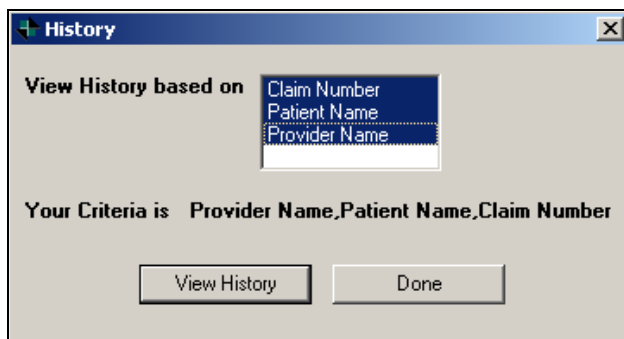 History
View History based on
Claim Number
Patient Name
Provider Name
Your Criteria is Provider Name,Patient Name,Claim Number
View History
Done